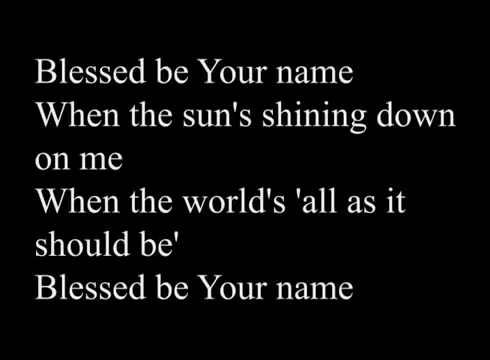 Blessed be Your name
When the sun's shining down
on me
When the world's 'all as it
should be'
Blessed be Your name